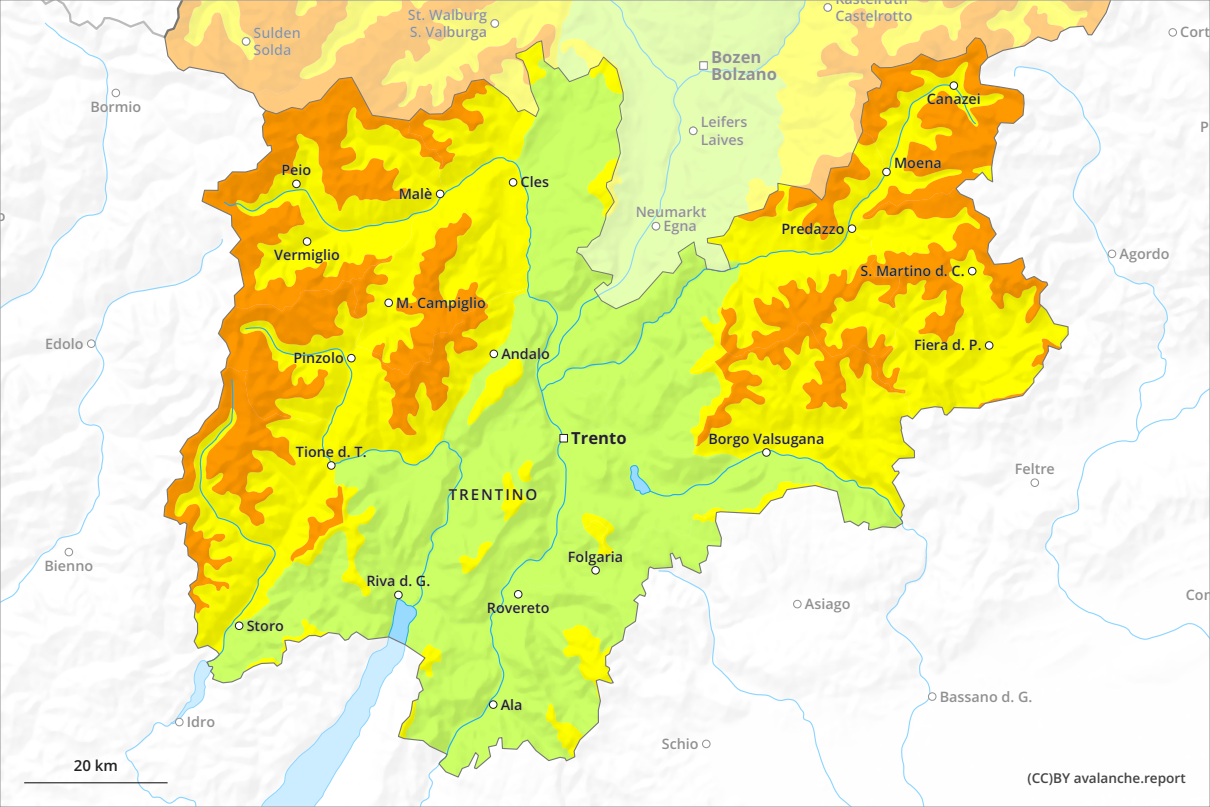 Kastelruth
Castelrotto
St. Walburg
S. Valburga
Sulden
Solda
Cort
Bozen
Bolzano
Bormio
Canazei
Leifers
Laives
P
Peio
Moena
Malè
Cles
Neumarkt
Egna
Predazzo
Vermiglio
Agordo
S. Martino d. C.
M. Campiglio
Edolo
Pinzolo
Andalo
Fiera d. P.
Trento
Borgo Valsugana
Tione d. T.
Feltre
TRENTINO
Bienno
Folgaria
Riva d. G.
Rovereto
Asiago
Cor
Storo
Bassano d. G.
Ala
Idro
Schio
20 km
(CC)BY avalanche.report